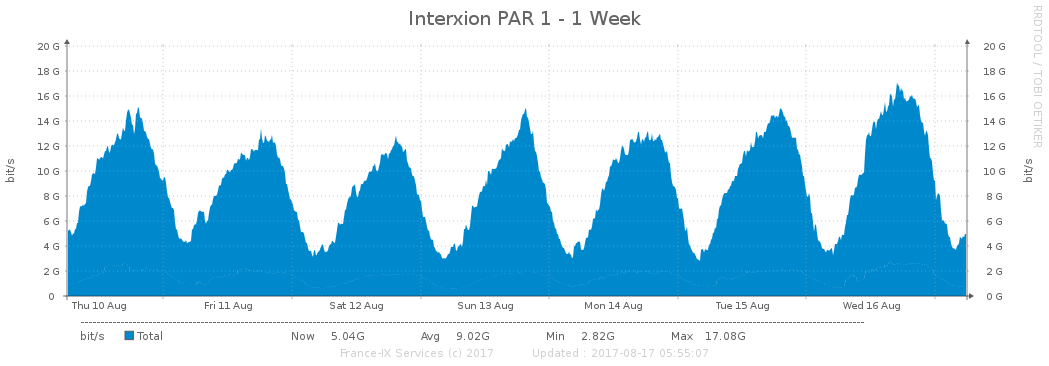 Interxion PAR 1 - 1 Week
RRDTOOL / TOBI OETIKER
bit/s
20 G
18 G
16 G
14 G
12 G
10 G
8 G
6 G
4 G
2 G
0
20 G
18 G
16 G
14 G
12 G
10 G
8 G
6 G
4 G
2 G
0 G
bit/s
Thu 10 Aug Fri 11 Aug Sat 12 Aug Sun 13 Aug Mon 14 Aug Tue 15 Aug Wed 16 Aug
bit/s Total Now 5.04G Avg 9.02G Min 2.82G Max 17.08G
France-IX Services (c) 2017 Updated : 2017-08-17 05:55:07